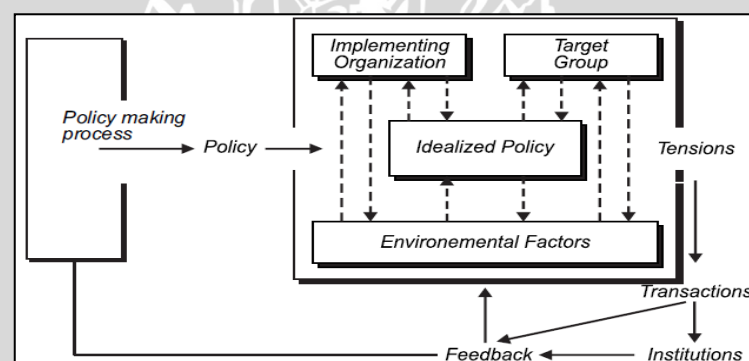 Implementing
Organization
Target
Group
Policy making
process
Policy
Idealized Policy
Tensions
Environemental Factors
Transactions
Feedback
Institutions